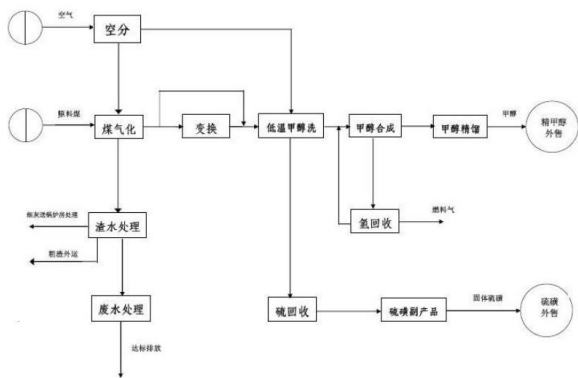 空气
空分
原料煤
煤气化
变换
低温甲醇洗
甲醇合成
甲醇精馏
甲醇
精甲醇
外售
细灰送锅炉房处理
渣水处理
氢回收
燃料气
粗渣外运
废水处理
硫回收
硫磺副产品
固体硫磺
硫磺
外售
达标排放